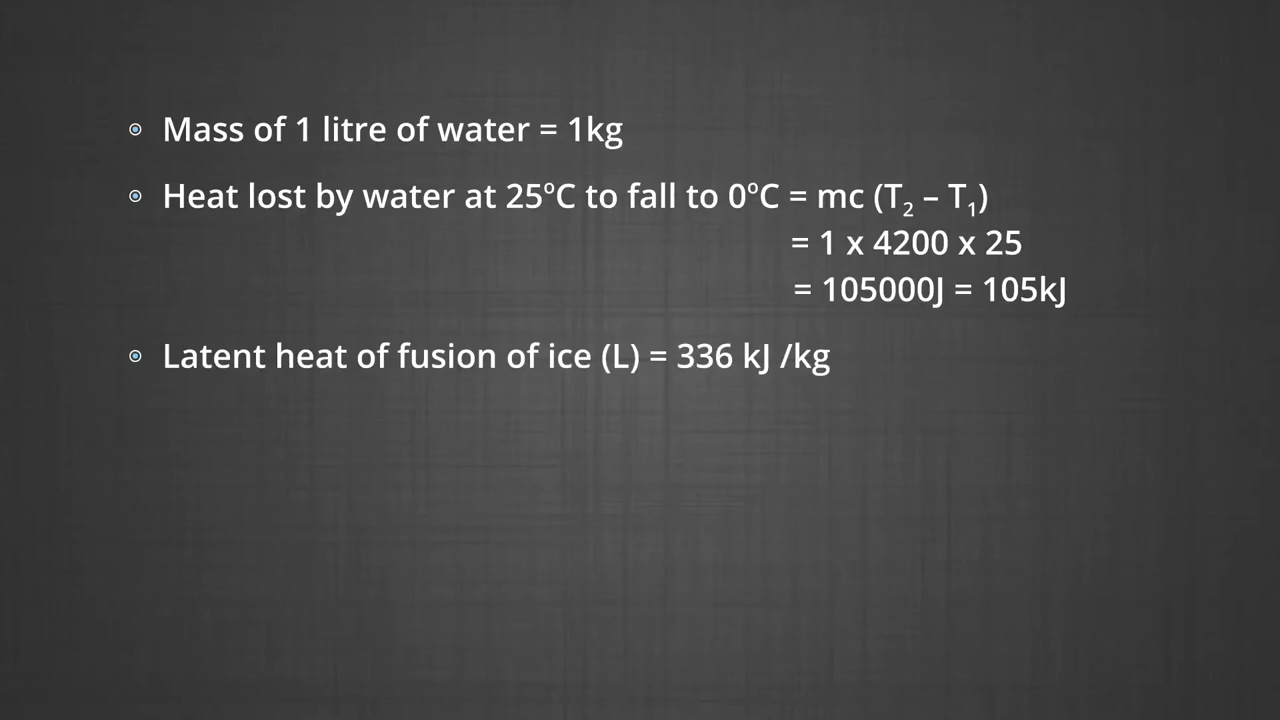 Mass of 1 litre of water = 1kg
Heat lost by water at 25ºC to fall to 0ºC = mc (T₂ – T₁)
= 1 x 4200 x 25
= 105000J = 105kJ
Latent heat of fusion of ice (L) = 336 kJ /kg